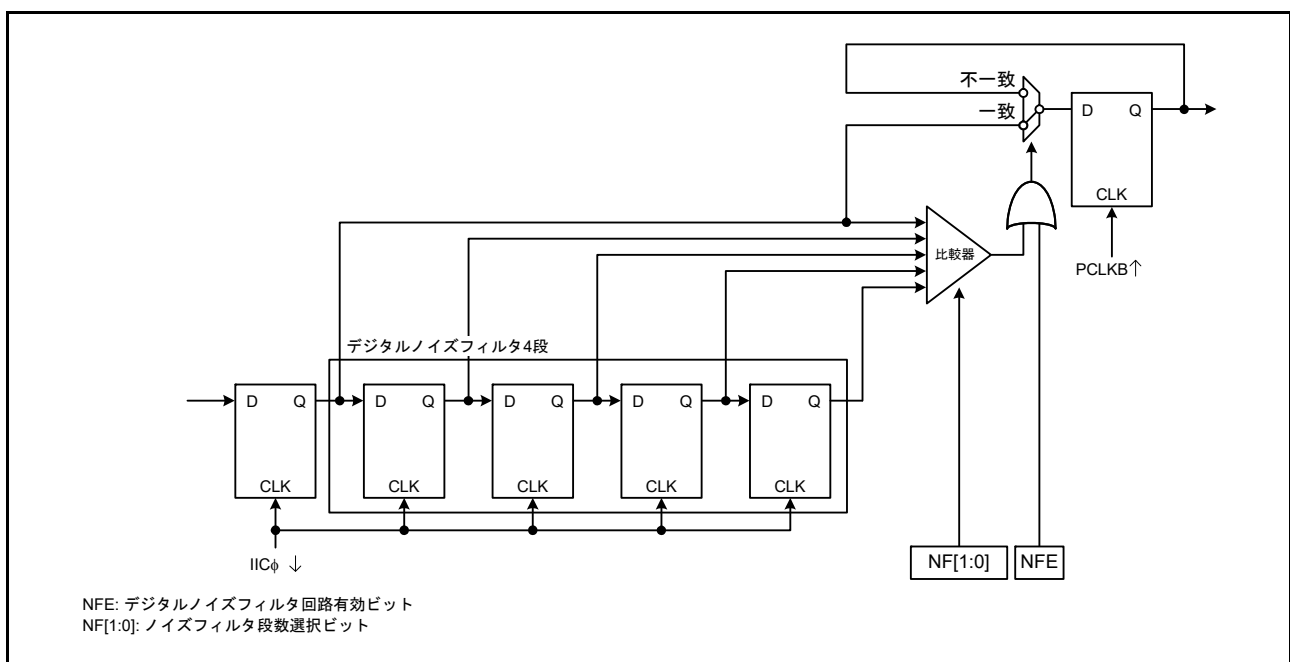 不一致
一致
D Q
CLK
PCLKB↑
比較器
デジタルノイズフィルタ4段
D Q D Q D Q D Q D Q
CLK CLK CLK CLK CLK
IICφ ↓
NF[1:0] NFE
NFE: デジタルノイズフィルタ回路有効ビット
NF[1:0]: ノイズフィルタ段数選択ビット